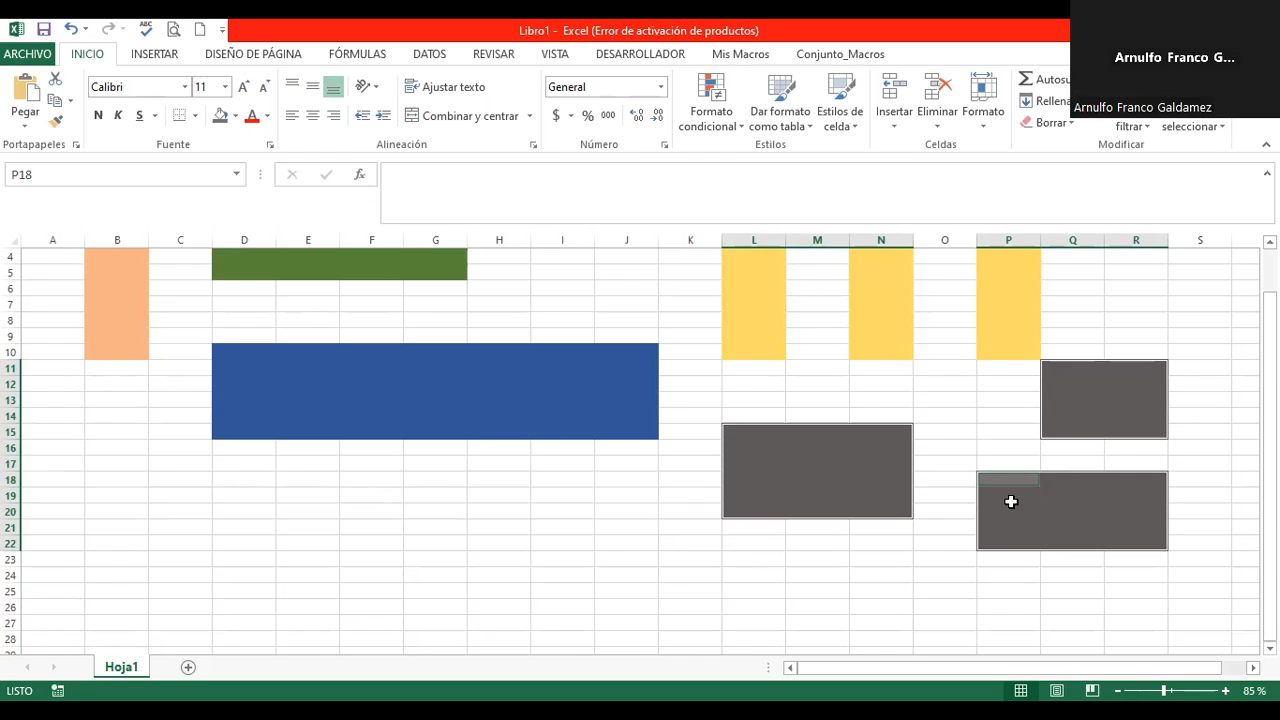 Libro1 - Excel (Error de activación de productos)
Arnulfo Franco G...
Arnulfo Franco Galdamez
ARCHIVO INICIO INSERTAR DISEÑO DE PÁGINA FÓRMULAS DATOS REVISAR VISTA DESARROLLADOR Mis Macros Conjunto_Macros
Pegar
Calibri 11
N K S
Ajustar texto
Combinar y centrar
General
$ % 000
Formato condicional
Dar formato como tabla
Estilos de celda
Insertar
Eliminar
Formato
Autosu
Rellena
Borrar
filtrar
seleccionar
Portapapeles Fuente Alineación Número Estilos Celdas Modificar
P18
fx
A B C D E F G H I J K L M N O P Q R S
4
5
6
7
8
9
10
11
12
13
14
15
16
17
18
19
20
21
22
23
24
25
26
27
28
Hoja1
LISTO
85 %